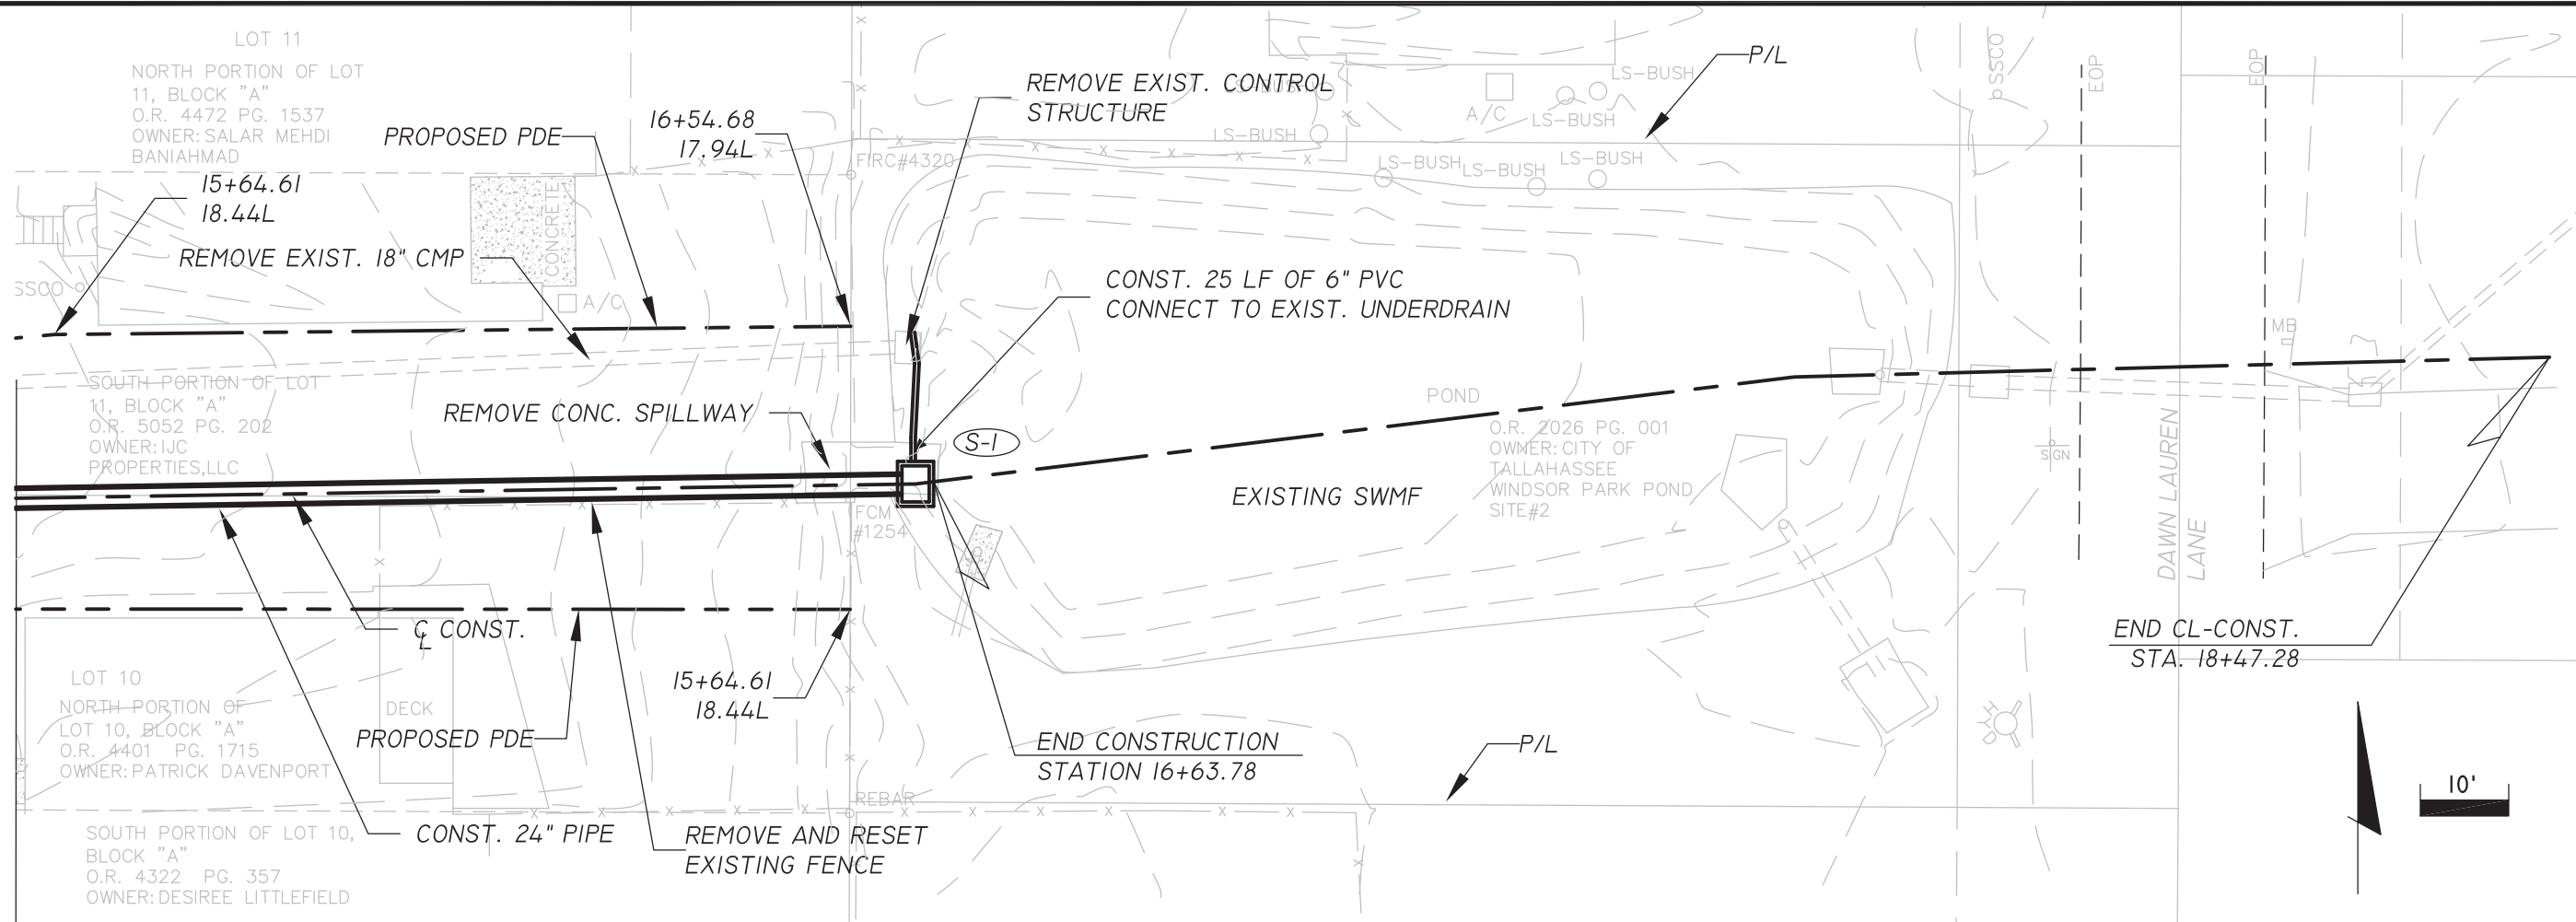 LOT 11
NORTH PORTION OF LOT
11, BLOCK "A"
O.R. 4472 PG. 1537
OWNER: SALAR MEHDI
BANIAHMAD
PROPOSED PDE
16+54.68
17.94L
15+64.61
18.44L
REMOVE EXIST. 18" CMP
CONCRETE
A/C
SSCO
REMOVE EXIST. CONTROL
STRUCTURE
FIRC#4320
LS-BUSH
LS-BUSH
A/C
LS-BUSH
LS-BUSH
LS-BUSH
LS-BUSH
LS-BUSH
P/L
SSCO
EOP
EOP
CONST. 25 LF OF 6" PVC
CONNECT TO EXIST. UNDERDRAIN
MB
SOUTH PORTION OF LOT
11, BLOCK "A"
O.R. 5052 PG. 202
OWNER: IJC
PROPERTIES,LLC
REMOVE CONC. SPILLWAY
S-1
POND
O.R. 2026 PG. 001
OWNER: CITY OF
TALLAHASSEE
WINDSOR PARK POND
SITE#2
EXISTING SWMF
SIGN
DAWN LAUREN
LANE
FCM
#1254
CL CONST.
END CL-CONST.
STA. 18+47.28
LOT 10
NORTH PORTION OF
LOT 10, BLOCK "A"
O.R. 4401 PG. 1715
OWNER: PATRICK DAVENPORT
DECK
PROPOSED PDE
15+64.61
18.44L
END CONSTRUCTION
STATION 16+63.78
P/L
HYD
10'
REBAR
SOUTH PORTION OF LOT 10,
BLOCK "A"
O.R. 4322 PG. 357
OWNER: DESIREE LITTLEFIELD
CONST. 24" PIPE
REMOVE AND RESET
EXISTING FENCE